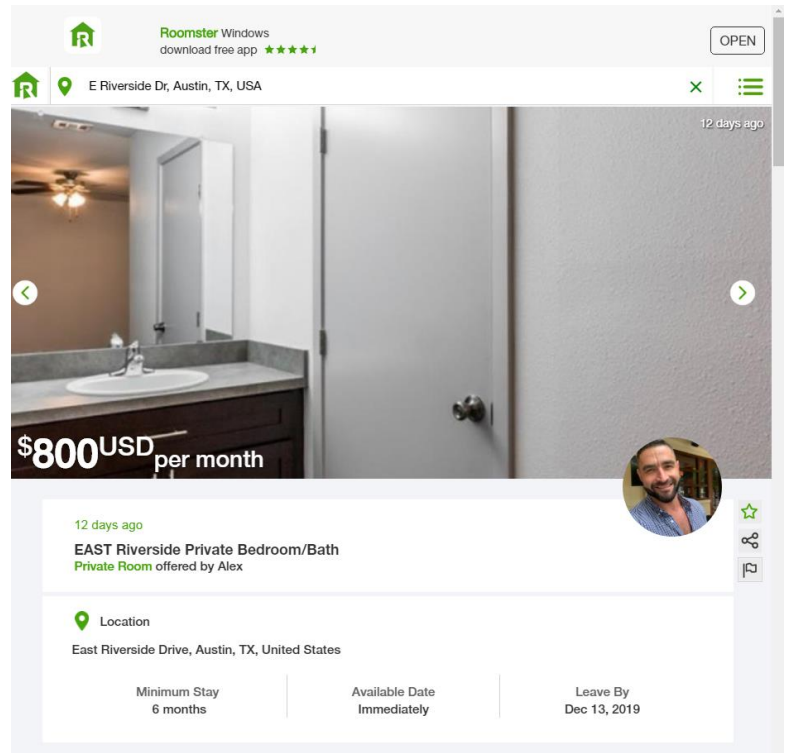 Roomster Windows
download free app
OPEN
R
E Riverside Dr, Austin, TX, USA
12 days ago
$800USD per month
12 days ago
EAST Riverside Private Bedroom/Bath
Private Room offered by Alex
Location
East Riverside Drive, Austin, TX, United States
Minimum Stay
6 months
Available Date
Immediately
Leave By
Dec 13, 2019